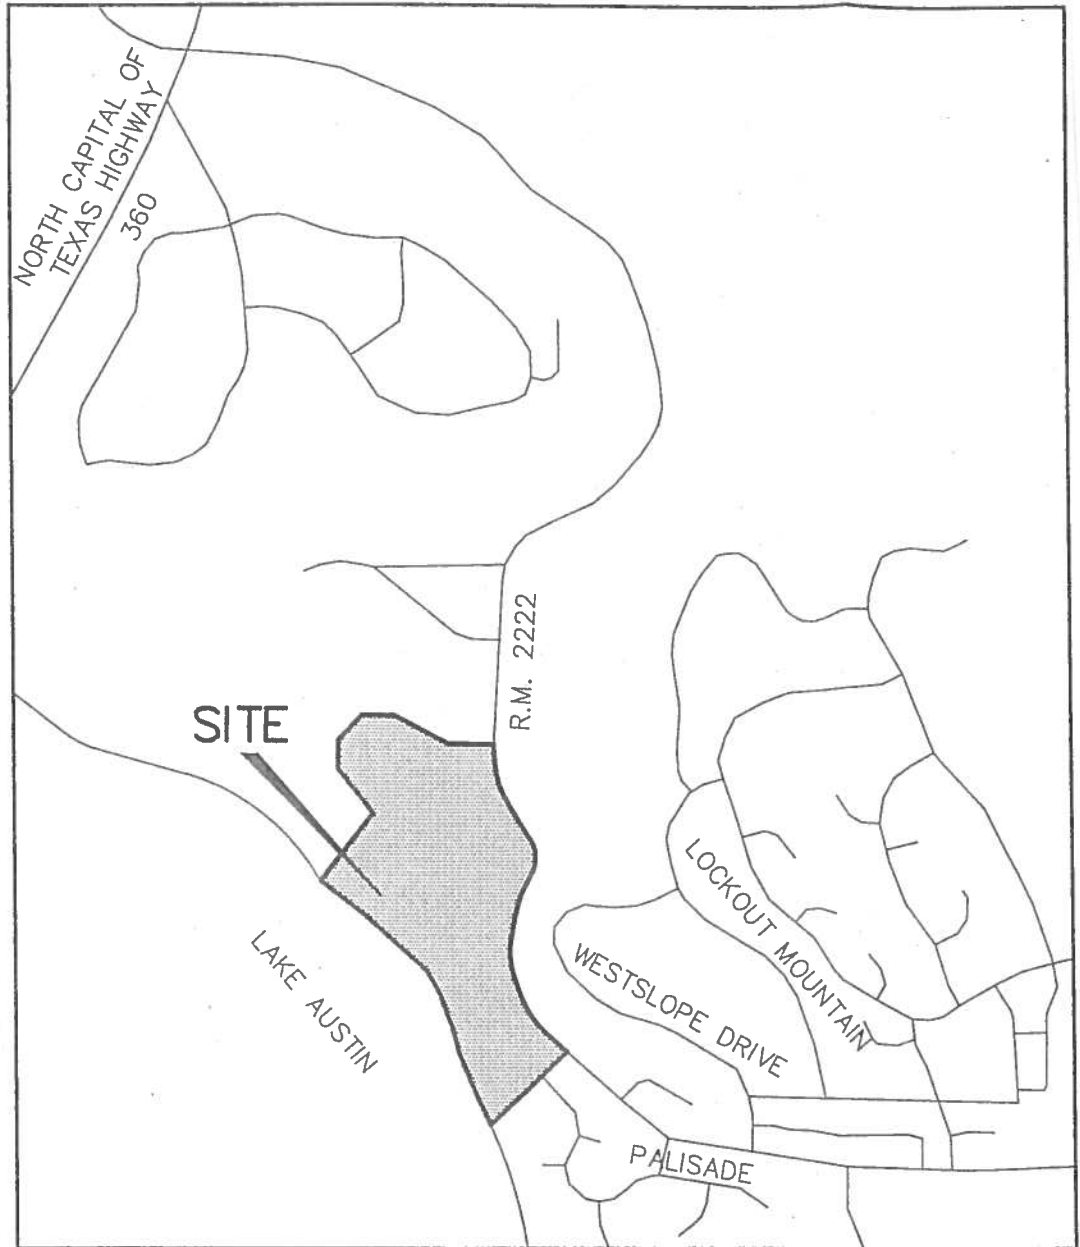 NORTH CAPITAL OF
TEXAS HIGHWAY
360
R.M. 2222
SITE
LOCKOUT MOUNTAIN
LAKE AUSTIN
WESTSLOPE DRIVE
PALISADE